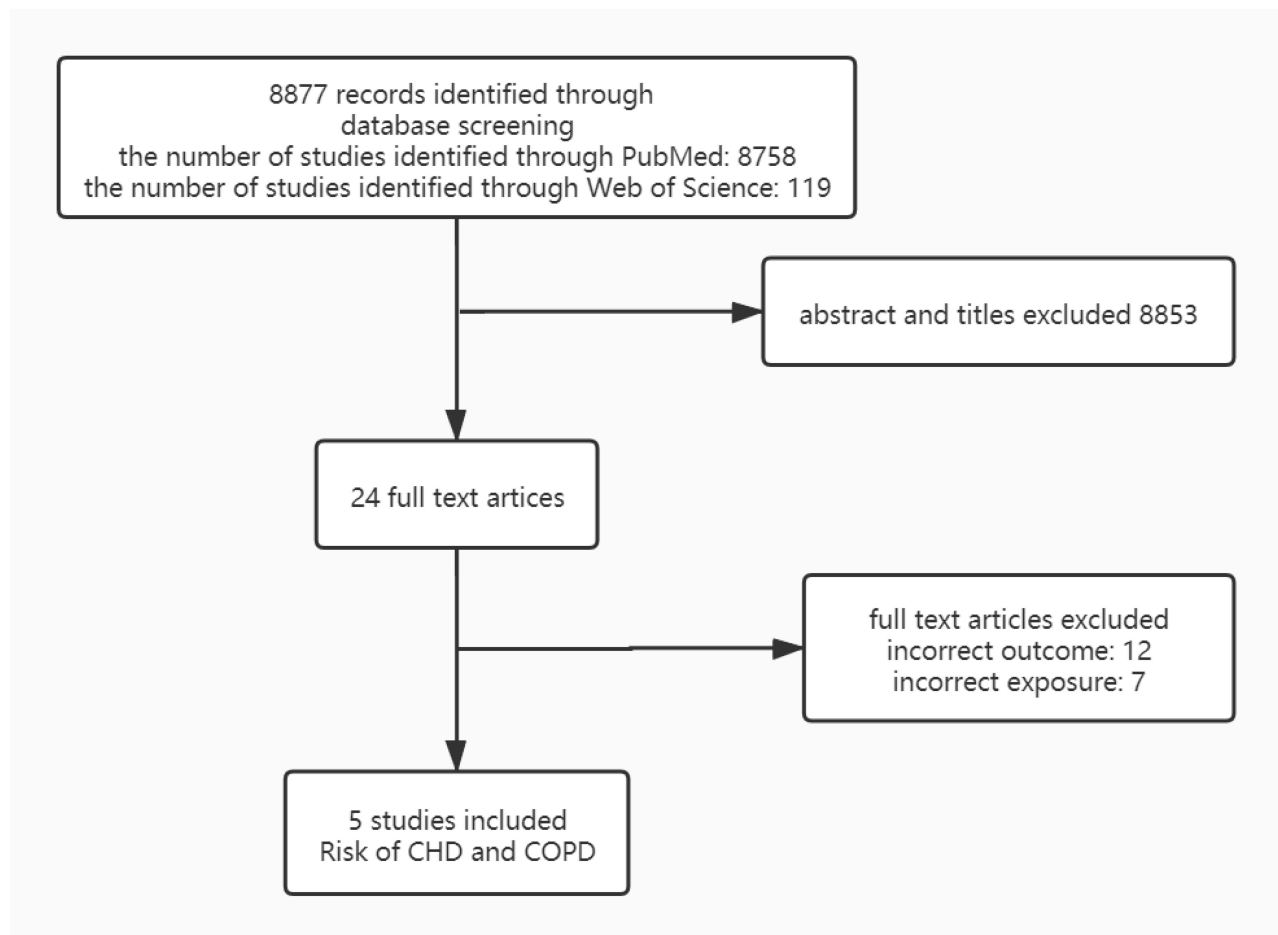 8877 records identified through
database screening
the number of studies identified through PubMed: 8758
the number of studies identified through Web of Science: 119
abstract and titles excluded 8853
24 full text artices
full text articles excluded
incorrect outcome: 12
incorrect exposure: 7
5 studies included
Risk of CHD and COPD